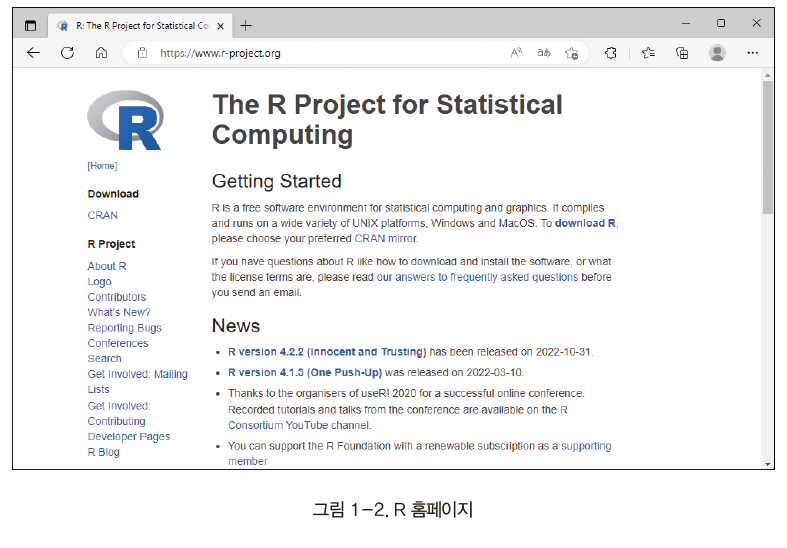 R: The R Project for Statistical Co
https://www.r-project.org
R
[Home]
Download
CRAN
R Project
About R
Logo
Contributors
What's New?
Reporting Bugs
Conferences
Search
Get Involved: Mailing
Lists
Get Involved:
Contributing
Developer Pages
R Blog
The R Project for Statistical
Computing
Getting Started
R is a free software environment for statistical computing and graphics. It compiles
and runs on a wide variety of UNIX platforms, Windows and MacOS. To download R,
please choose your preferred CRAN mirror.
If you have questions about R like how to download and install the software, or what
the license terms are, please read our answers to frequently asked questions before
you send an email.
News
• R version 4.2.2 (Innocent and Trusting) has been released on 2022-10-31.
• R version 4.1.3 (One Push-Up) was released on 2022-03-10.
• Thanks to the organisers of useR! 2020 for a successful online conference.
Recorded tutorials and talks from the conference are available on the R
Consortium YouTube channel.
• You can support the R Foundation with a renewable subscription as a supporting
member
그림 1-2. R 홈페이지